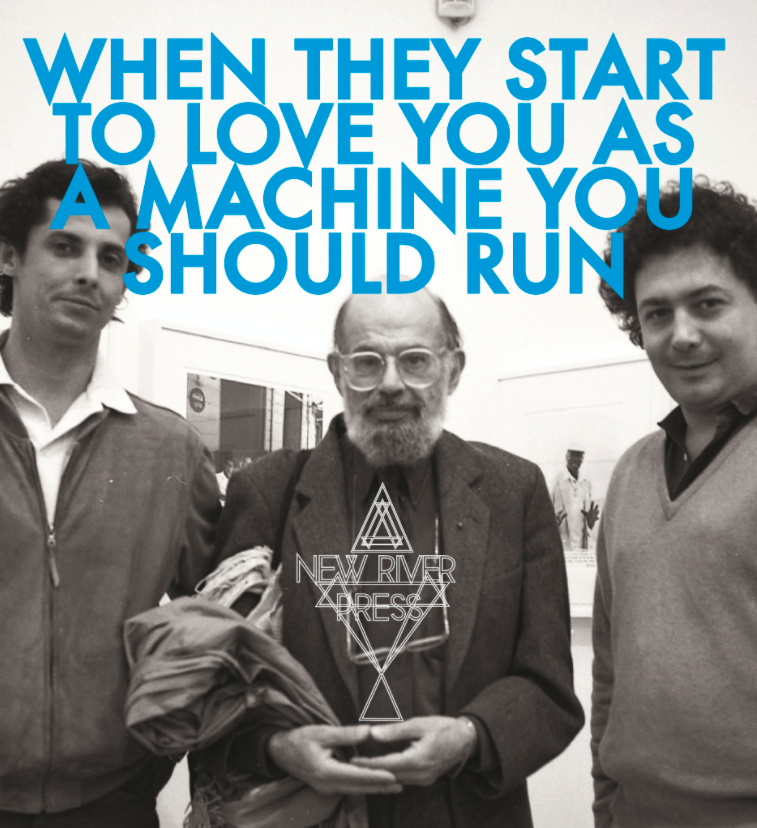 WHEN THEY START
TO LOVE YOU AS
A MACHINE YOU
SHOULD RUN
NEW RIVER
PRESS